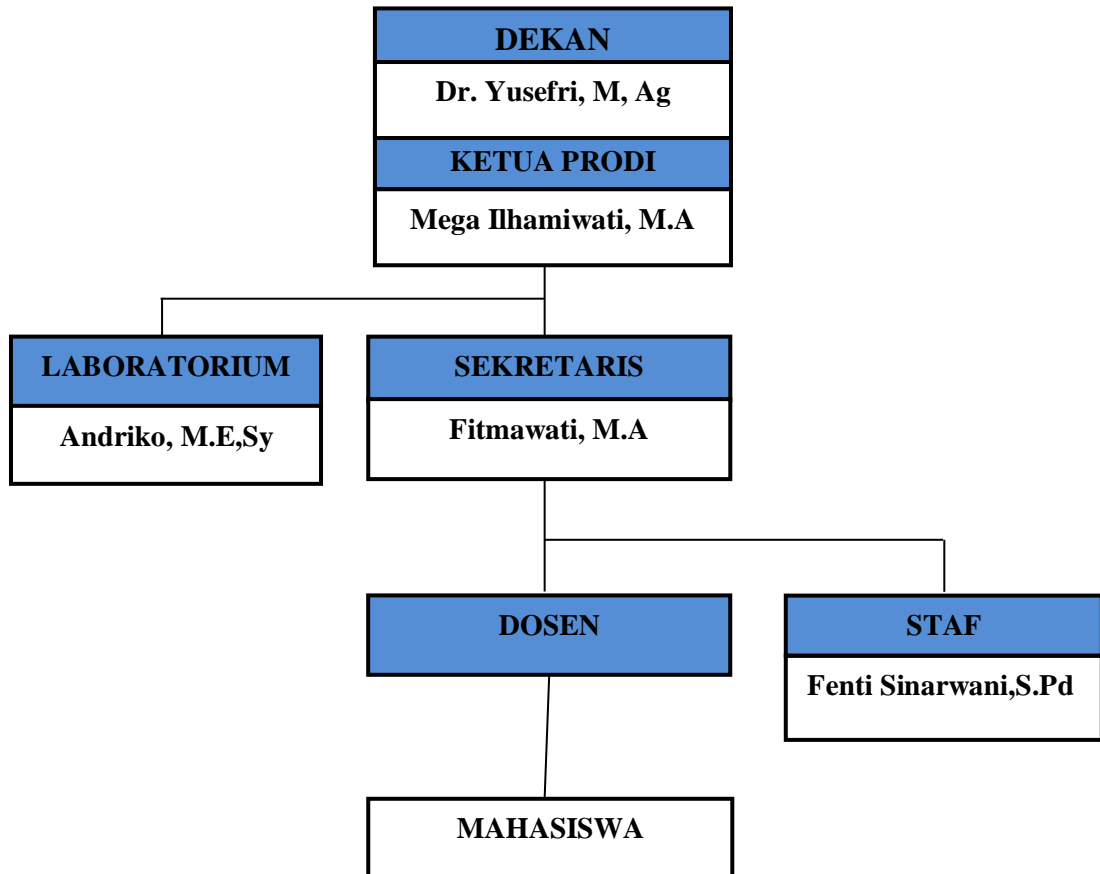 DEKAN
Dr. Yusefri, M, Ag
KETUA PRODI
Mega Ilhamiwati, M.A
LABORATORIUM
Andriko, M.E,Sy
SEKRETARIS
Fitmawati, M.A
DOSEN
STAF
Fenti Sinarwani,S.Pd
MAHASISWA